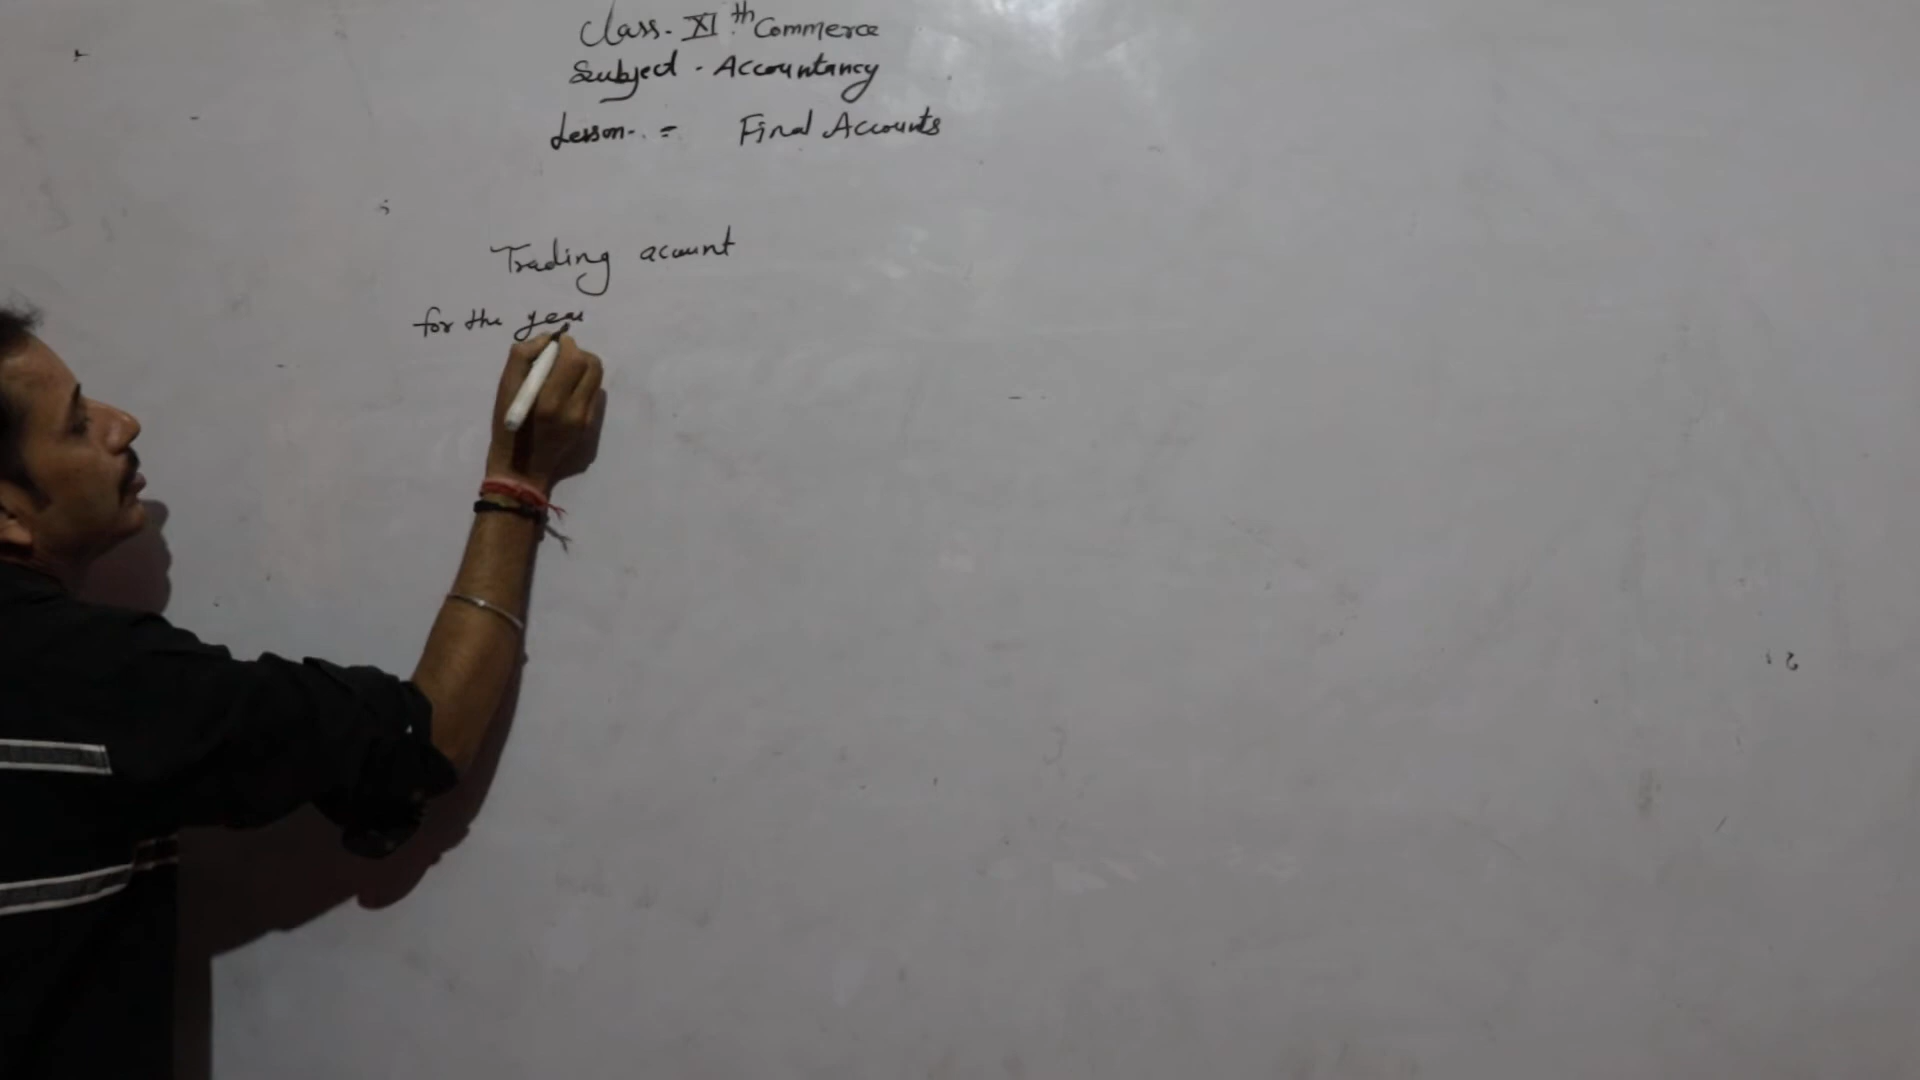 Class - XI th Commerce
Subject - Accountancy
Lesson - = Final Accounts
Trading acount
for the year